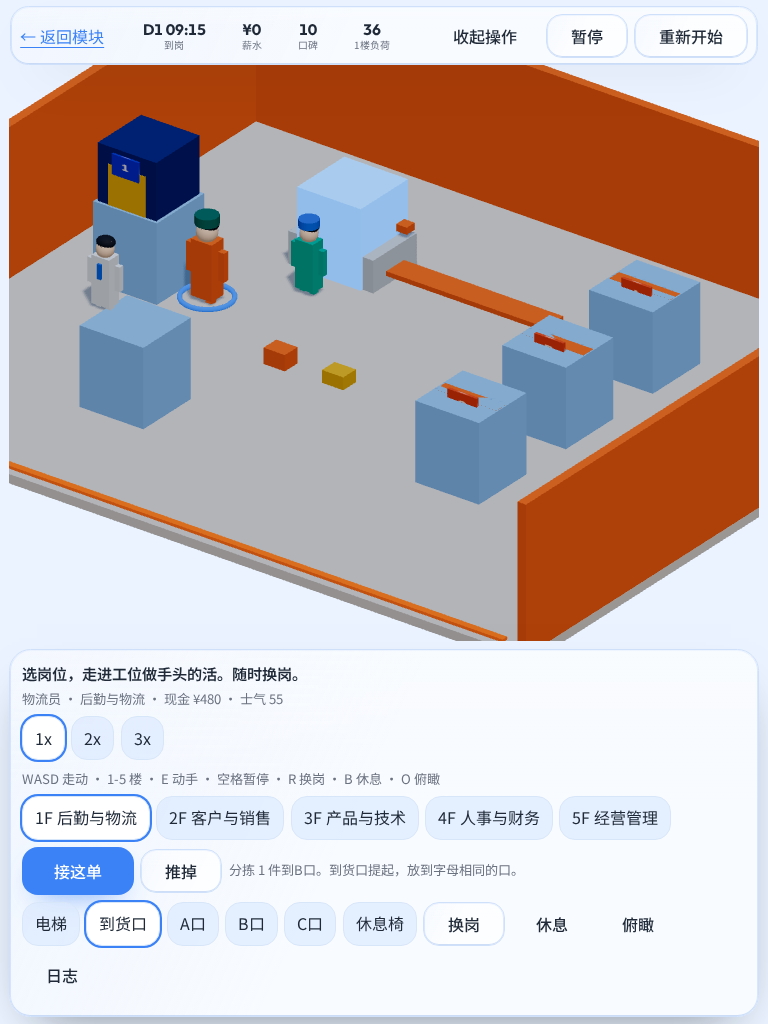 ← 返回模块
D1 09:15
到岗
¥0
薪水
10
口碑
36
1楼负荷
收起操作
暂停
重新开始
1
选岗位，走进工位做手头的活。随时换岗。
物流员 · 后勤与物流 · 现金 ¥480 · 士气 55
1x 2x 3x
WASD 走动 · 1-5 楼 · E 动手 · 空格暂停 · R 换岗 · B 休息 · O 俯瞰
1F 后勤与物流 2F 客户与销售 3F 产品与技术 4F 人事与财务 5F 经营管理
接这单 推掉 分拣 1 件到B口。到货口提起，放到字母相同的口。
电梯 到货口 A口 B口 C口 休息椅 换岗 休息 俯瞰
日志